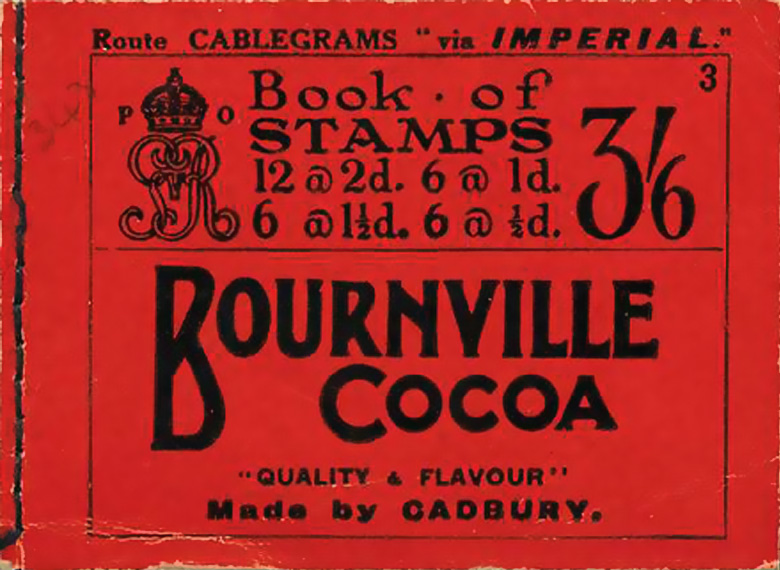 Route CABLEGRAMS "via IMPERIAL."
3
P O
GR
Book · of
STAMPS
3/6
12 @ 2d. 6 @ 1d.
6 @ 1½d. 6 @ ½d.
BOURNVILLE
COCOA
"QUALITY & FLAVOUR"
Made by CADBURY.